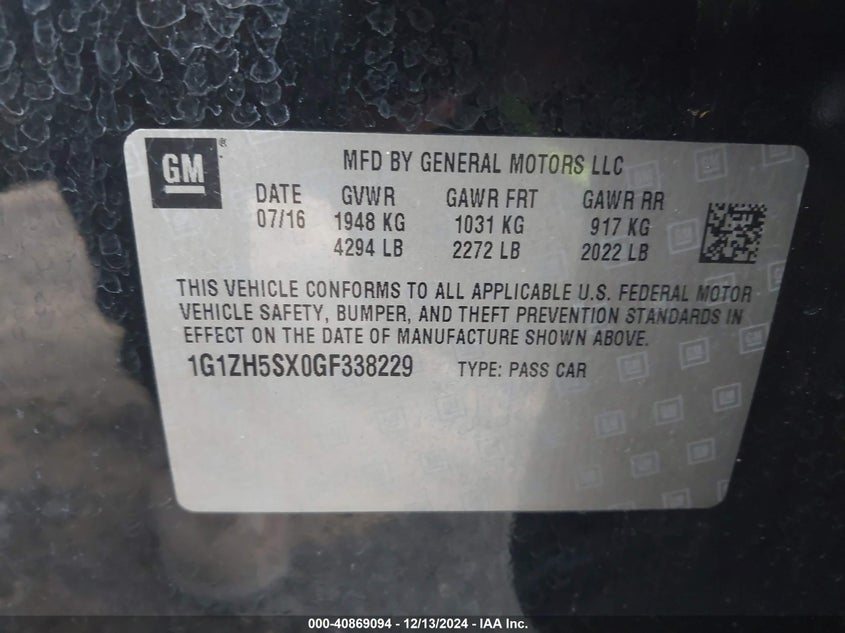 GM®
MFD BY GENERAL MOTORS LLC
DATE GVWR GAWR FRT GAWR RR
07/16 1948 KG 1031 KG 917 KG
4294 LB 2272 LB 2022 LB
THIS VEHICLE CONFORMS TO ALL APPLICABLE U.S. FEDERAL MOTOR
VEHICLE SAFETY, BUMPER, AND THEFT PREVENTION STANDARDS IN
EFFECT ON THE DATE OF MANUFACTURE SHOWN ABOVE.
1G1ZH5SX0GF338229 TYPE: PASS CAR
000-40869094 - 12/13/2024 - IAA Inc.